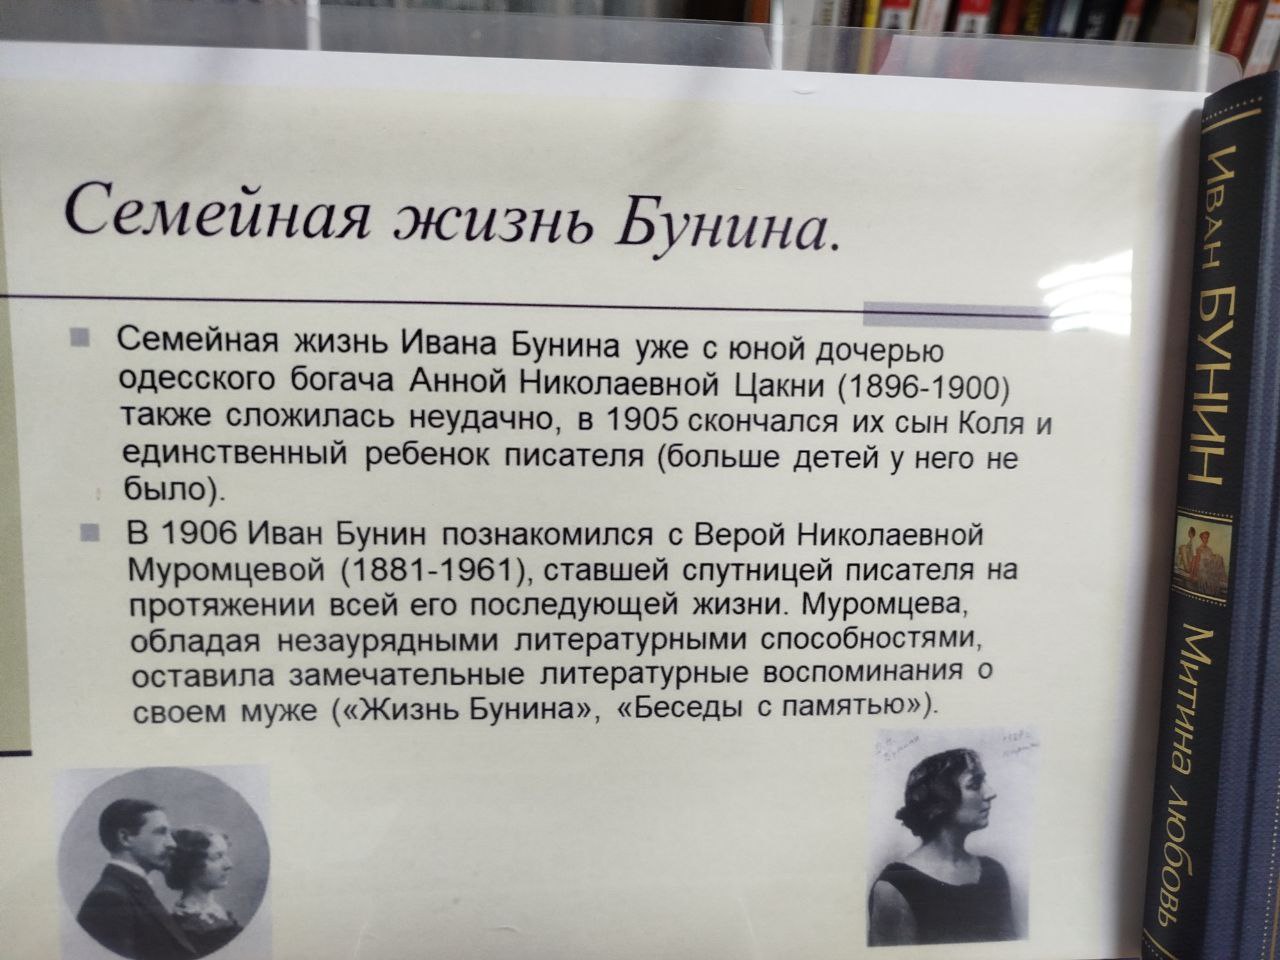 Семейная жизнь Бунина.
Семейная жизнь Ивана Бунина уже с юной дочерью
одесского богача Анной Николаевной Цакни (1896-1900)
также сложилась неудачно, в 1905 скончался их сын Коля и
единственный ребенок писателя (больше детей у него не
было).
В 1906 Иван Бунин познакомился с Верой Николаевной
Муромцевой (1881-1961), ставшей спутницей писателя на
протяжении всей его последующей жизни. Муромцева,
обладая незаурядными литературными способностями,
оставила замечательные литературные воспоминания о
своем муже («Жизнь Бунина», «Беседы с памятью»).
Иван Бунин Митина любовь